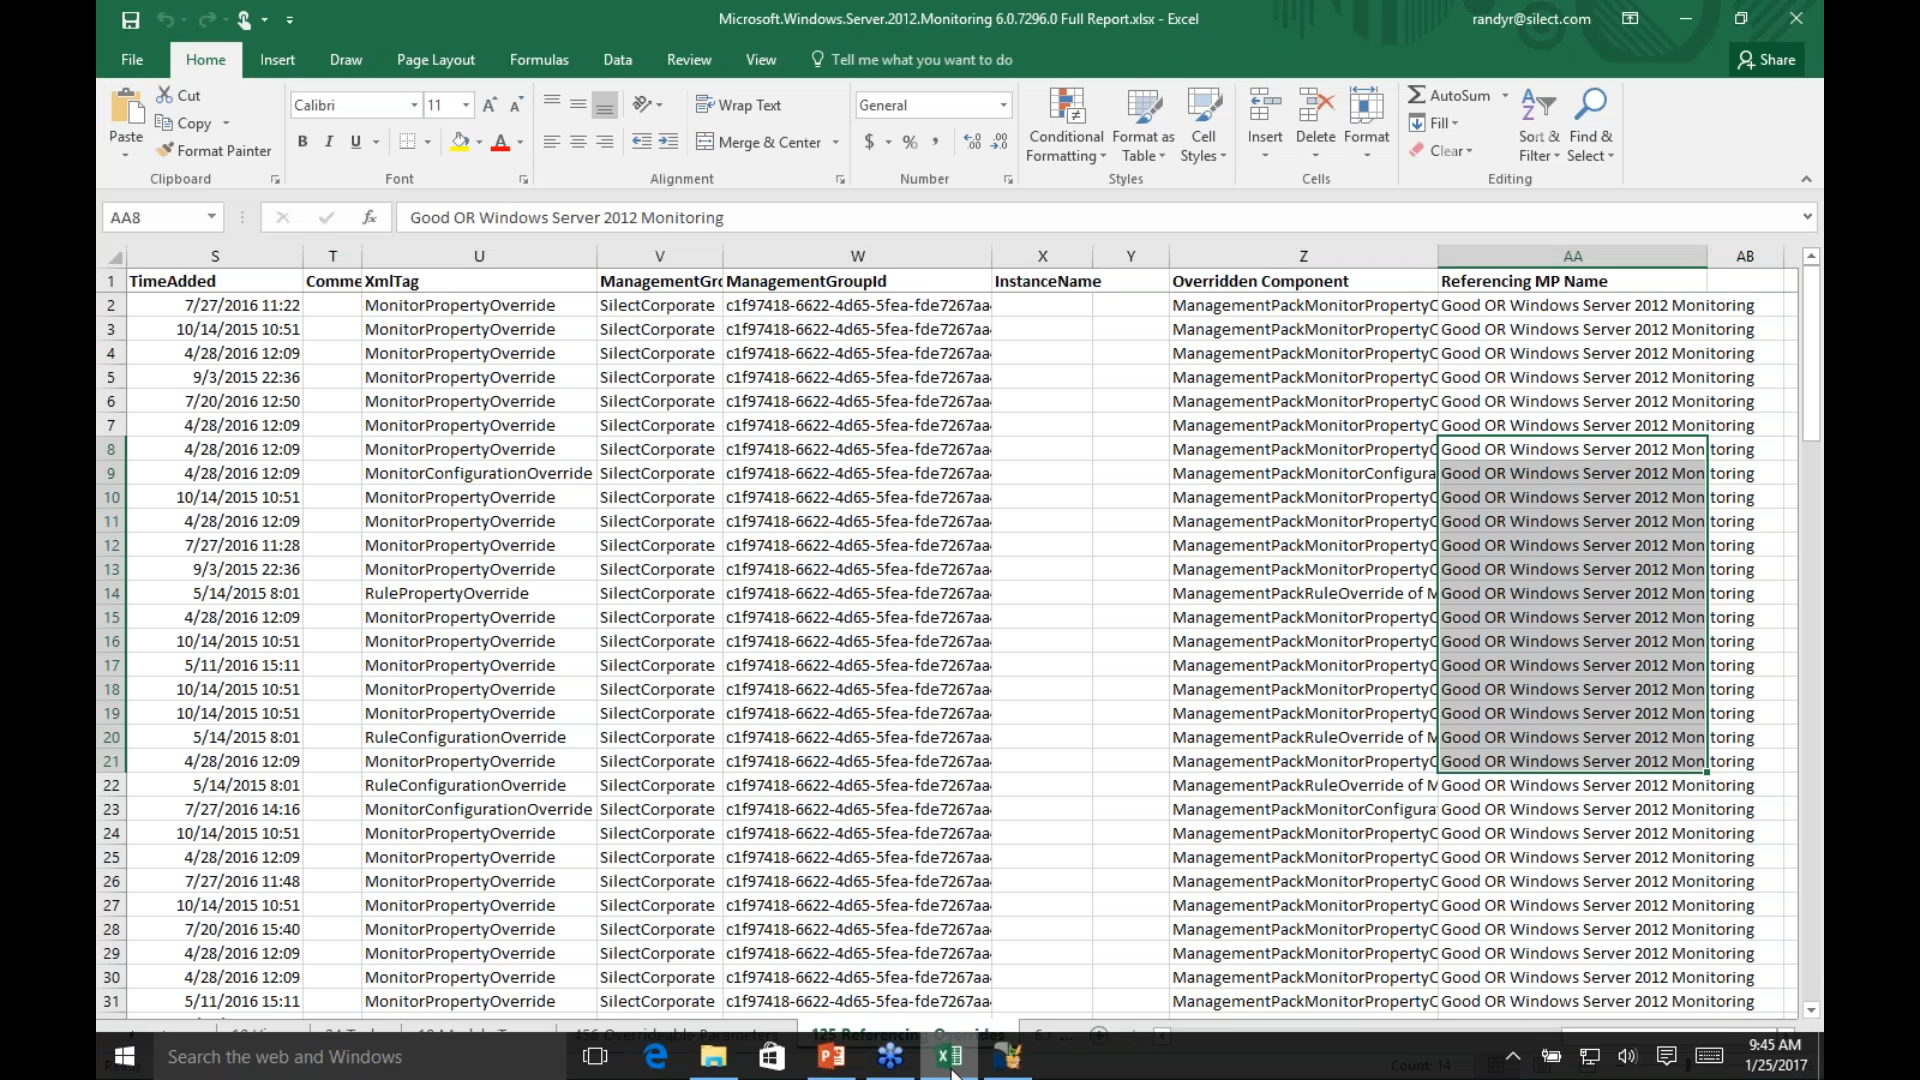 Microsoft.Windows.Server.2012.Monitoring 6.0.7296.0 Full Report.xlsx - Excel
randyr@silect.com
File Home Insert Draw Page Layout Formulas Data Review View Tell me what you want to do Share
Paste
Cut
Copy
Format Painter
Clipboard
Calibri 11
B I U
Font
Wrap Text
Merge & Center
Alignment
General
$ % ,
Number
Conditional Formatting
Format as Table
Cell Styles
Styles
Insert Delete Format
Cells
AutoSum
Fill
Clear
Sort & Filter
Find & Select
Editing
AA8 fx Good OR Windows Server 2012 Monitoring
S T U V W X Y Z AA AB
1 TimeAdded Comme XmlTag ManagementGr ManagementGroupId InstanceName Overridden Component Referencing MP Name
2 7/27/2016 11:22 MonitorPropertyOverride SilectCorporate c1f97418-6622-4d65-5fea-fde7267aa ManagementPackMonitorPropertyC Good OR Windows Server 2012 Monitoring
3 10/14/2015 10:51 MonitorPropertyOverride SilectCorporate c1f97418-6622-4d65-5fea-fde7267aa ManagementPackMonitorPropertyC Good OR Windows Server 2012 Monitoring
4 4/28/2016 12:09 MonitorPropertyOverride SilectCorporate c1f97418-6622-4d65-5fea-fde7267aa ManagementPackMonitorPropertyC Good OR Windows Server 2012 Monitoring
5 9/3/2015 22:36 MonitorPropertyOverride SilectCorporate c1f97418-6622-4d65-5fea-fde7267aa ManagementPackMonitorPropertyC Good OR Windows Server 2012 Monitoring
6 7/20/2016 12:50 MonitorPropertyOverride SilectCorporate c1f97418-6622-4d65-5fea-fde7267aa ManagementPackMonitorPropertyC Good OR Windows Server 2012 Monitoring
7 4/28/2016 12:09 MonitorPropertyOverride SilectCorporate c1f97418-6622-4d65-5fea-fde7267aa ManagementPackMonitorPropertyC Good OR Windows Server 2012 Monitoring
8 4/28/2016 12:09 MonitorPropertyOverride SilectCorporate c1f97418-6622-4d65-5fea-fde7267aa ManagementPackMonitorPropertyC Good OR Windows Server 2012 Monitoring
9 4/28/2016 12:09 MonitorConfigurationOverride SilectCorporate c1f97418-6622-4d65-5fea-fde7267aa ManagementPackMonitorConfigura Good OR Windows Server 2012 Monitoring
10 10/14/2015 10:51 MonitorPropertyOverride SilectCorporate c1f97418-6622-4d65-5fea-fde7267aa ManagementPackMonitorPropertyC Good OR Windows Server 2012 Monitoring
11 4/28/2016 12:09 MonitorPropertyOverride SilectCorporate c1f97418-6622-4d65-5fea-fde7267aa ManagementPackMonitorPropertyC Good OR Windows Server 2012 Monitoring
12 7/27/2016 11:28 MonitorPropertyOverride SilectCorporate c1f97418-6622-4d65-5fea-fde7267aa ManagementPackMonitorPropertyC Good OR Windows Server 2012 Monitoring
13 9/3/2015 22:36 MonitorPropertyOverride SilectCorporate c1f97418-6622-4d65-5fea-fde7267aa ManagementPackMonitorPropertyC Good OR Windows Server 2012 Monitoring
14 5/14/2015 8:01 RulePropertyOverride SilectCorporate c1f97418-6622-4d65-5fea-fde7267aa ManagementPackRuleOverride of M Good OR Windows Server 2012 Monitoring
15 4/28/2016 12:09 MonitorPropertyOverride SilectCorporate c1f97418-6622-4d65-5fea-fde7267aa ManagementPackMonitorPropertyC Good OR Windows Server 2012 Monitoring
16 10/14/2015 10:51 MonitorPropertyOverride SilectCorporate c1f97418-6622-4d65-5fea-fde7267aa ManagementPackMonitorPropertyC Good OR Windows Server 2012 Monitoring
17 5/11/2016 15:11 MonitorPropertyOverride SilectCorporate c1f97418-6622-4d65-5fea-fde7267aa ManagementPackMonitorPropertyC Good OR Windows Server 2012 Monitoring
18 10/14/2015 10:51 MonitorPropertyOverride SilectCorporate c1f97418-6622-4d65-5fea-fde7267aa ManagementPackMonitorPropertyC Good OR Windows Server 2012 Monitoring
19 10/14/2015 10:51 MonitorPropertyOverride SilectCorporate c1f97418-6622-4d65-5fea-fde7267aa ManagementPackMonitorPropertyC Good OR Windows Server 2012 Monitoring
20 5/14/2015 8:01 RuleConfigurationOverride SilectCorporate c1f97418-6622-4d65-5fea-fde7267aa ManagementPackRuleOverride of M Good OR Windows Server 2012 Monitoring
21 4/28/2016 12:09 MonitorPropertyOverride SilectCorporate c1f97418-6622-4d65-5fea-fde7267aa ManagementPackMonitorPropertyC Good OR Windows Server 2012 Monitoring
22 5/14/2015 8:01 RuleConfigurationOverride SilectCorporate c1f97418-6622-4d65-5fea-fde7267aa ManagementPackRuleOverride of M Good OR Windows Server 2012 Monitoring
23 7/27/2016 14:16 MonitorConfigurationOverride SilectCorporate c1f97418-6622-4d65-5fea-fde7267aa ManagementPackMonitorConfigura Good OR Windows Server 2012 Monitoring
24 10/14/2015 10:51 MonitorPropertyOverride SilectCorporate c1f97418-6622-4d65-5fea-fde7267aa ManagementPackMonitorPropertyC Good OR Windows Server 2012 Monitoring
25 4/28/2016 12:09 MonitorPropertyOverride SilectCorporate c1f97418-6622-4d65-5fea-fde7267aa ManagementPackMonitorPropertyC Good OR Windows Server 2012 Monitoring
26 7/27/2016 11:48 MonitorPropertyOverride SilectCorporate c1f97418-6622-4d65-5fea-fde7267aa ManagementPackMonitorPropertyC Good OR Windows Server 2012 Monitoring
27 10/14/2015 10:51 MonitorPropertyOverride SilectCorporate c1f97418-6622-4d65-5fea-fde7267aa ManagementPackMonitorPropertyC Good OR Windows Server 2012 Monitoring
28 7/20/2016 15:40 MonitorPropertyOverride SilectCorporate c1f97418-6622-4d65-5fea-fde7267aa ManagementPackMonitorPropertyC Good OR Windows Server 2012 Monitoring
29 4/28/2016 12:09 MonitorPropertyOverride SilectCorporate c1f97418-6622-4d65-5fea-fde7267aa ManagementPackMonitorPropertyC Good OR Windows Server 2012 Monitoring
30 4/28/2016 12:09 MonitorPropertyOverride SilectCorporate c1f97418-6622-4d65-5fea-fde7267aa ManagementPackMonitorPropertyC Good OR Windows Server 2012 Monitoring
31 5/11/2016 15:11 MonitorPropertyOverride SilectCorporate c1f97418-6622-4d65-5fea-fde7267aa ManagementPackMonitorPropertyC Good OR Windows Server 2012 Monitoring
456 Overrideable Parameters 125 Referencing Overrides
Search the web and Windows
Count: 14
9:45 AM
1/25/2017